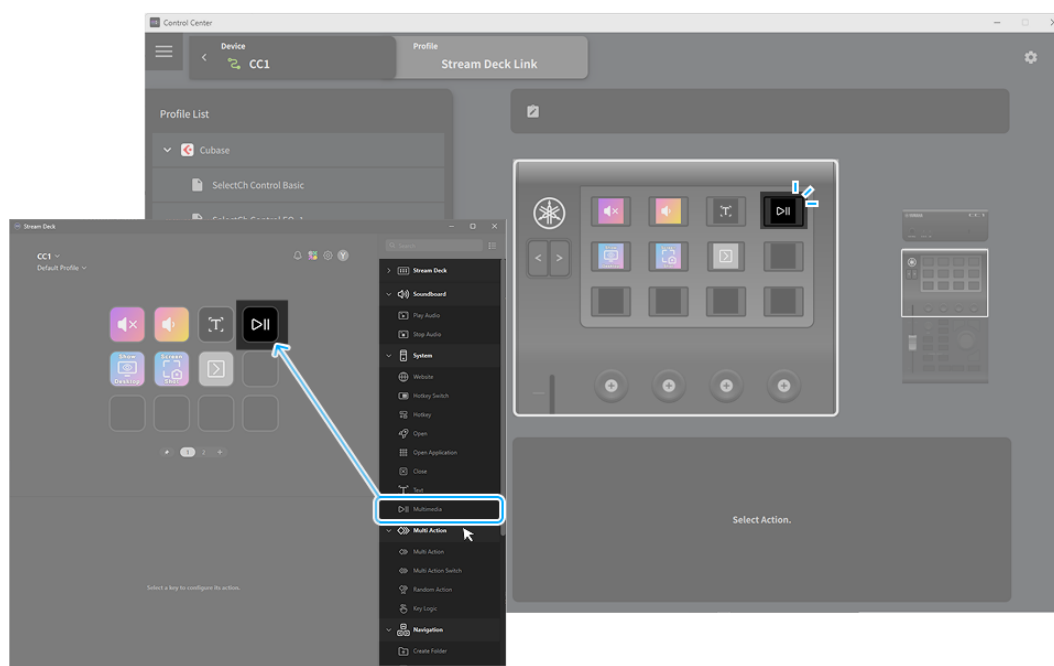 Control Center
Device
CC1
Profile
Stream Deck Link
Profile List
Cubase
SelectCh Control Basic
Stream Deck
CC1
Default Profile
Y
T
Show
Desktop
Screen
Shot
1 2 +
Select a key to configure its action.
Search
Stream Deck
Soundboard
Play Audio
Stop Audio
System
Website
Hotkey Switch
Hotkey
Open
Open Application
Close
Text
Multimedia
Multi Action
Multi Action
Multi Action Switch
Random Action
Key Logic
Navigation
Create Folder
T
Select Action.